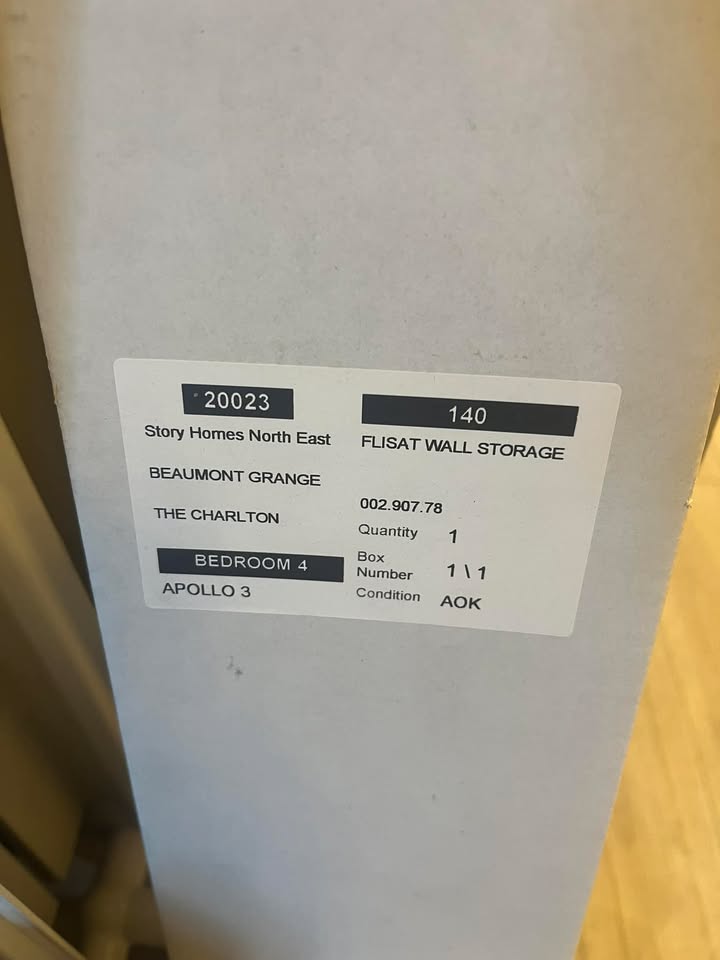 20023
Story Homes North East
BEAUMONT GRANGE
THE CHARLTON
BEDROOM 4
APOLLO 3
140
FLISAT WALL STORAGE
002.907.78
Quantity 1
Box
Number 1 \ 1
Condition AOK